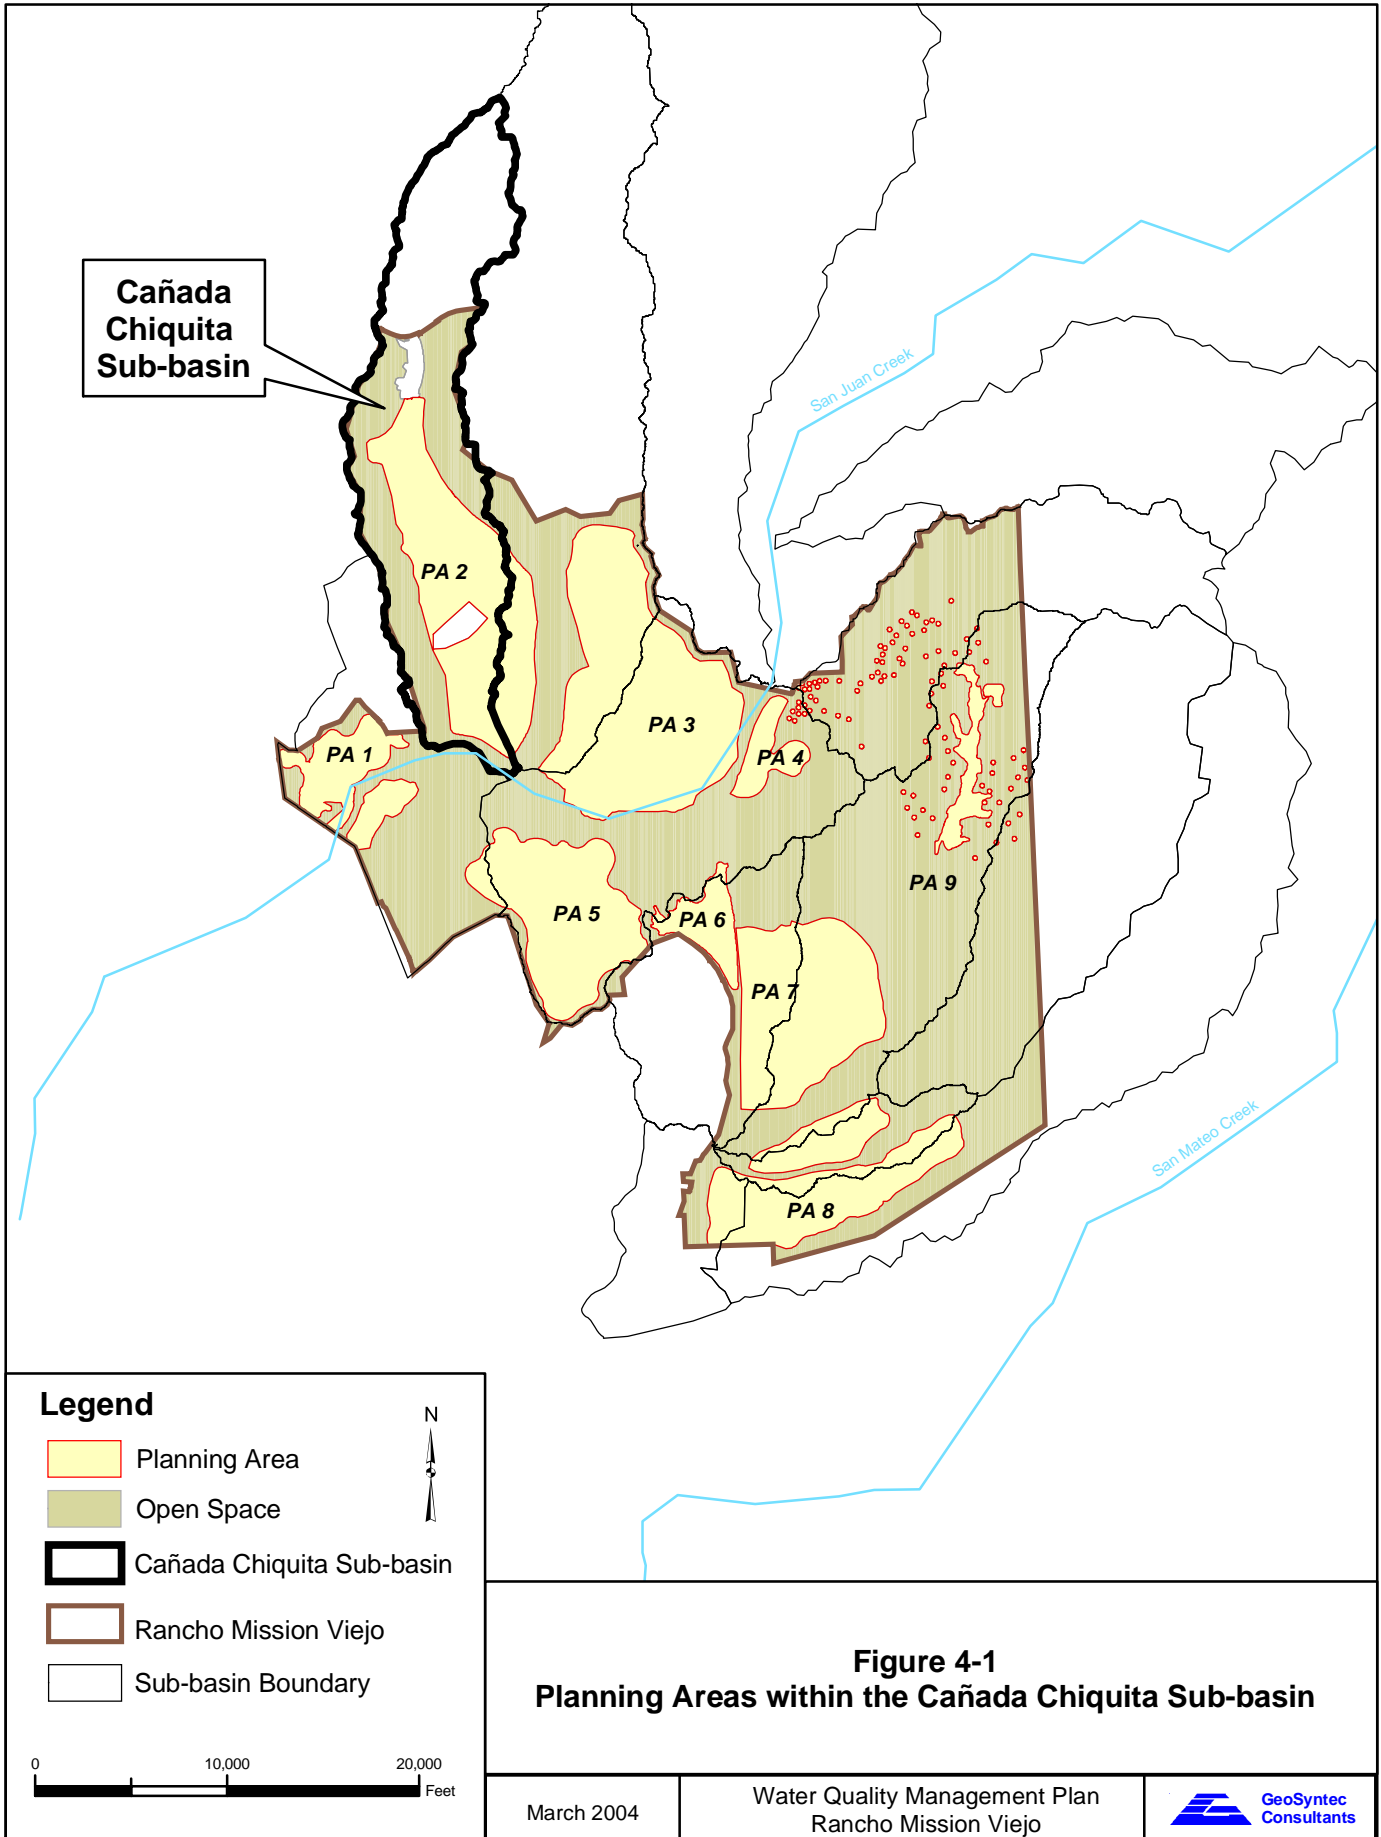 Cañada
Chiquita
Sub-basin
San Juan Creek
PA 2
PA 3
PA 1
PA 4
PA 9
PA 5
PA 6
PA 7
San Mateo Creek
PA 8
Legend
N
Planning Area
Open Space
Cañada Chiquita Sub-basin
Rancho Mission Viejo
Sub-basin Boundary
0 10,000 20,000
Feet
Figure 4-1
Planning Areas within the Cañada Chiquita Sub-basin
March 2004
Water Quality Management Plan
Rancho Mission Viejo
GeoSyntec
Consultants